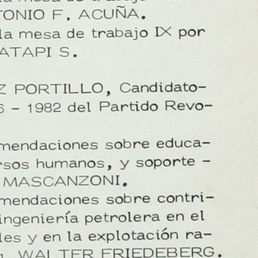 TONIO F. ACUÑA.
la mesa de trabajo IX por
ATAPI S.
Z PORTILLO, Candidato-
6 - 1982 del Partido Revo-
mendaciones sobre educa-
rsos humanos, y soporte -
MASCANZONI.
mendaciones sobre contri-
ingeniería petrolera en el
les y en la explotación ra-
WALTER FRIEDEBERG.